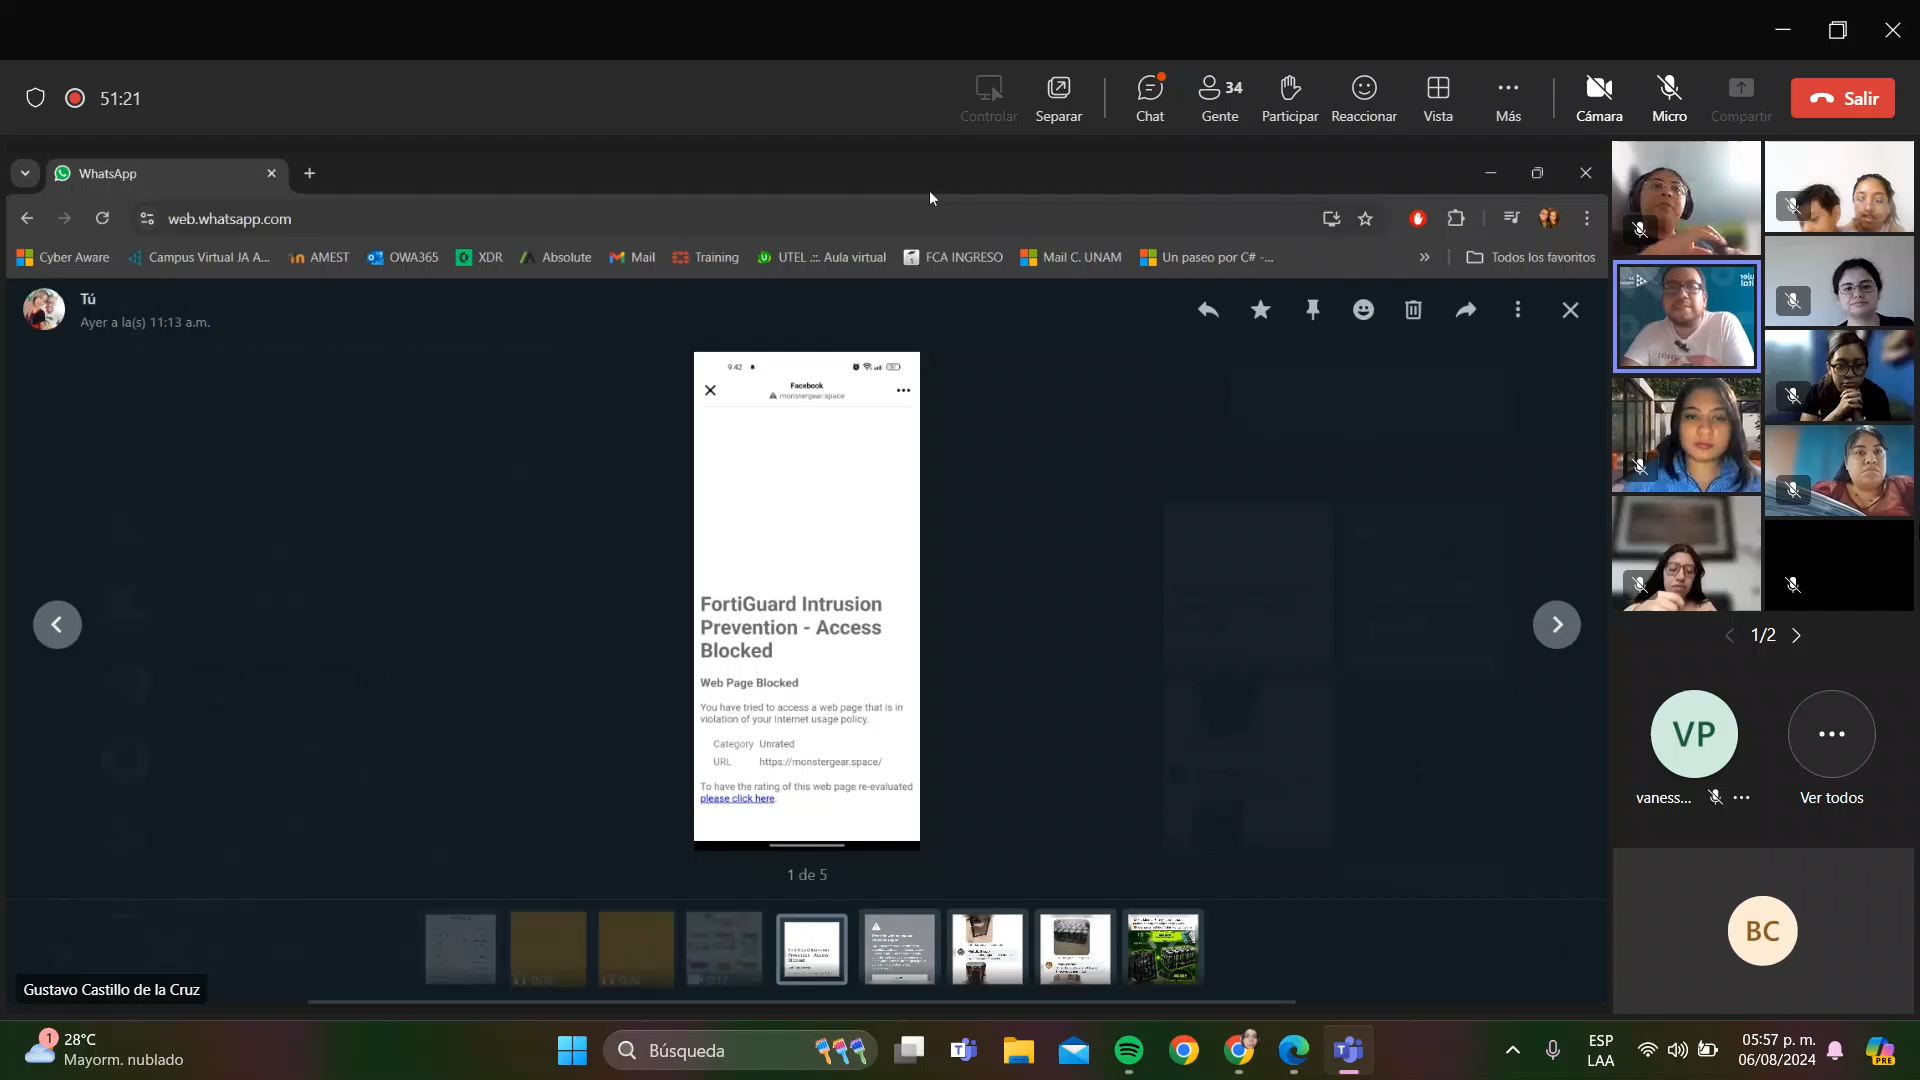 51:21
Controlar
Separar
Chat
34
Gente
Participar
Reaccionar
Vista
Más
Cámara
Micro
Compartir
Salir
WhatsApp
web.whatsapp.com
Cyber Aware
Campus Virtual JA A...
AMEST
OWA365
XDR
Absolute
Mail
Training
UTEL .::. Aula virtual
FCA INGRESO
Mail C. UNAM
Un paseo por C# -...
Todos los favoritos
Tú
Ayer a la(s) 11:13 a.m.
9:42
Facebook
monstergear.space
FortiGuard Intrusion
Prevention - Access
Blocked
Web Page Blocked
You have tried to access a web page that is in
violation of your Internet usage policy.
Category Unrated
URL https://monstergear.space/
To have the rating of this web page re-evaluated
please click here.
1 de 5
Gustavo Castillo de la Cruz
1/2
VP
vaness...
Ver todos
BC
1
28°C
Mayorm. nublado
Búsqueda
ESP
LAA
05:57 p. m.
06/08/2024
PRE